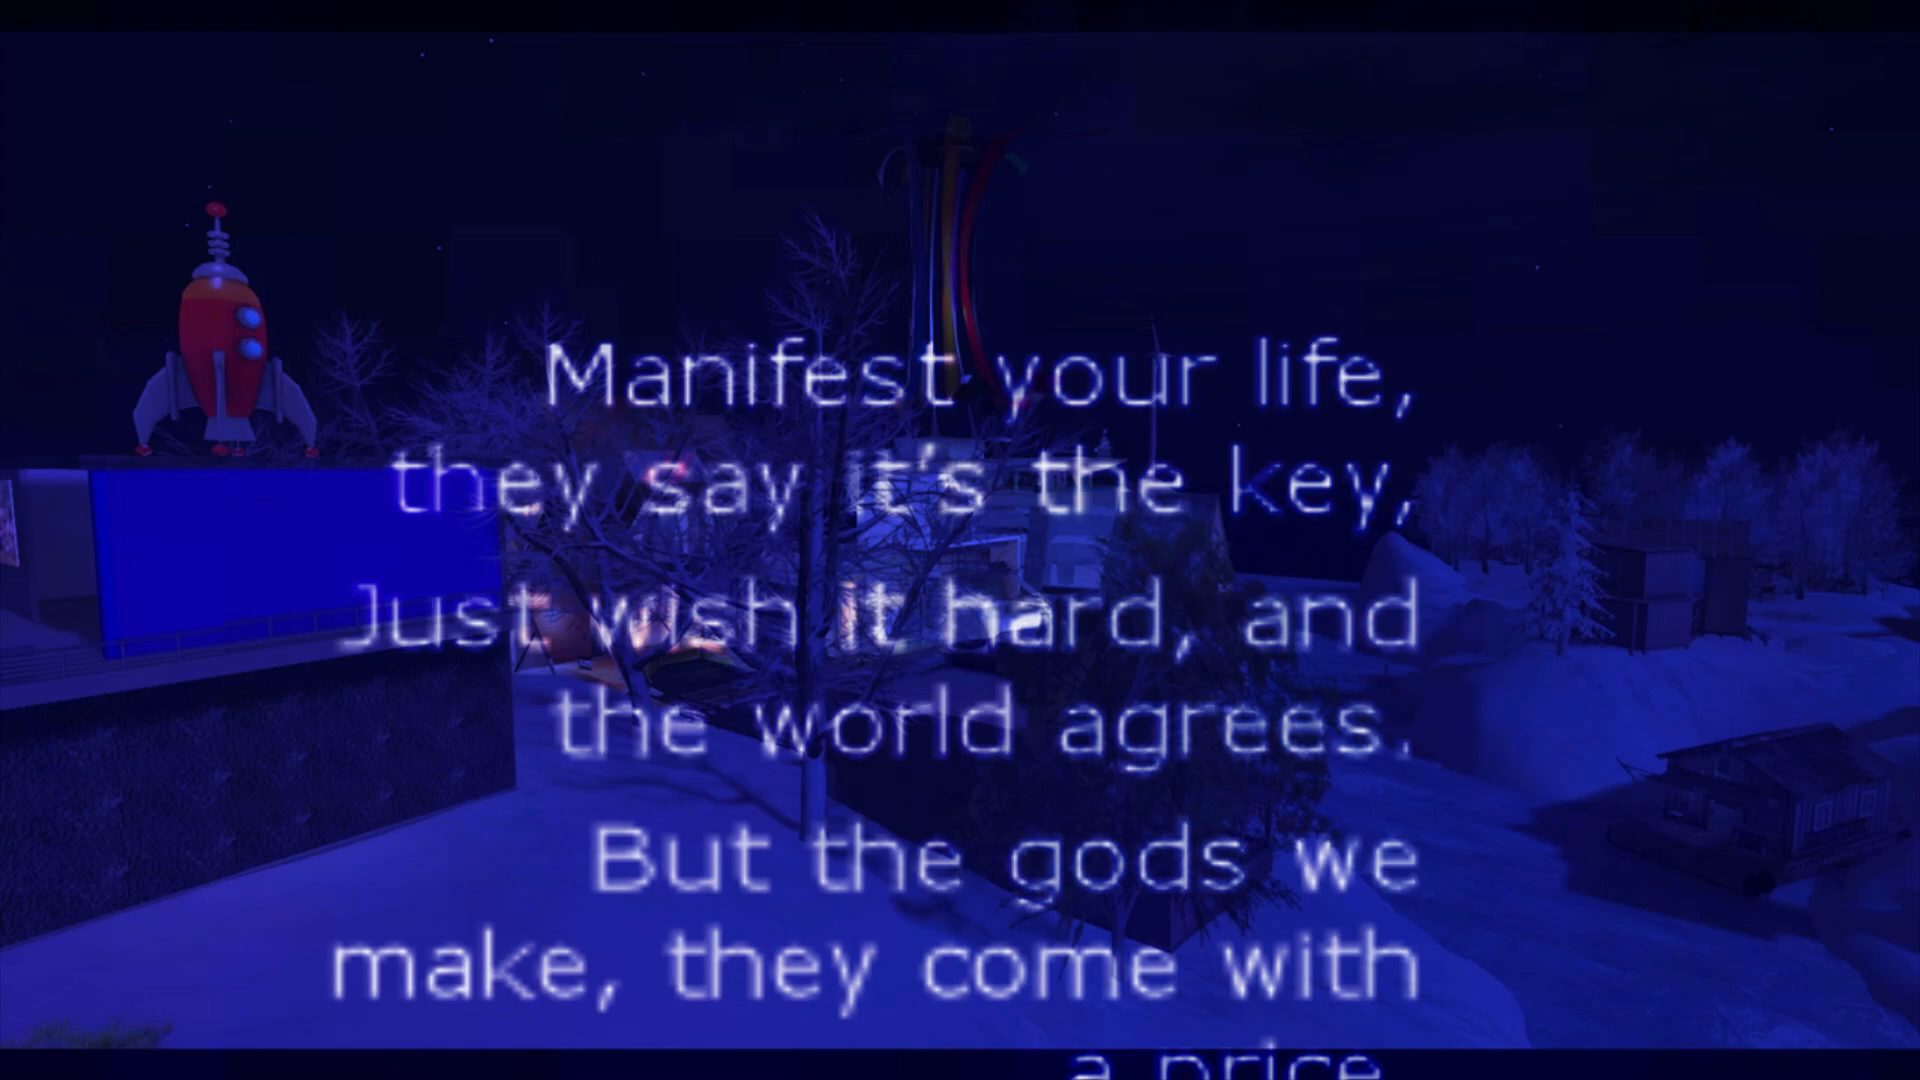 Manifest your life,
they say it's the key,
Just wish it hard, and
the world agrees.
But the gods we
make, they come with
a price